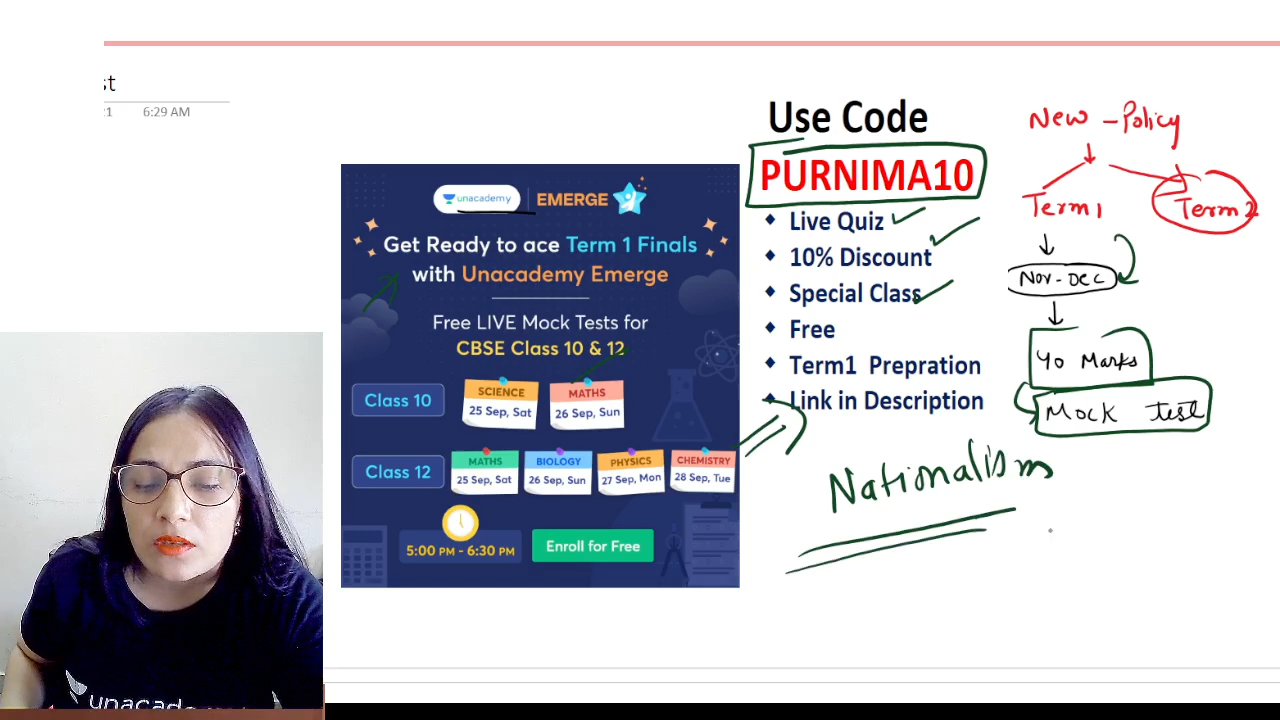 st
21 6:29 AM
Use Code
PURNIMA10
Live Quiz
10% Discount
Special Class
Free
Term1 Prepration
Link in Description
unacademy EMERGE
Get Ready to ace Term 1 Finals
with Unacademy Emerge
Free LIVE Mock Tests for
CBSE Class 10 & 12
Class 10
SCIENCE
25 Sep, Sat
MATHS
26 Sep, Sun
Class 12
MATHS
25 Sep, Sat
BIOLOGY
26 Sep, Sun
PHYSICS
27 Sep, Mon
CHEMISTRY
28 Sep, Tue
5:00 PM - 6:30 PM
Enroll for Free
New - Policy
Term1 Term2
Nov-Dec
40 Marks
Mock test
Nationalism
unacademy